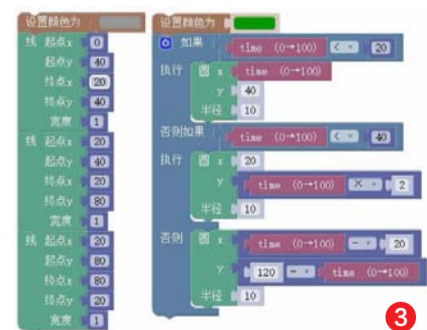 设置颜色为
线 起点x 0
起点y 40
终点x 20
终点y 40
宽度 1
线 起点x 20
起点y 40
终点x 20
终点y 80
宽度 1
线 起点x 20
起点y 80
终点x 80
终点y 20
宽度 1
设置颜色为
如果 time (0→100) < 20
执行 圆 x time (0→100)
y 40
半径 10
否则如果 time (0→100) < 40
执行 圆 x 20
y time (0→100) × 2
半径 10
否则 圆 x time (0→100) - 20
y 120 - time (0→100)
半径 10
3